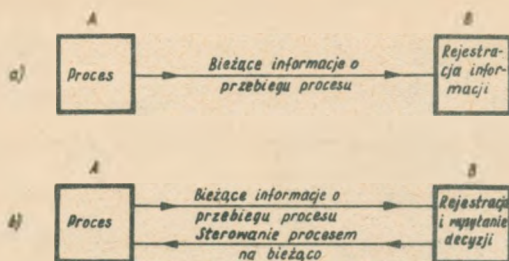 A
B
a)
Proces
Bieżące informacje o
przebiegu procesu
Rejestra-
cja infor-
macji
A
B
b)
Proces
Bieżące informacje o
przebiegu procesu
Sterowanie procesem
na bieżąco
Rejestracja
i wysyłanie
decyzji